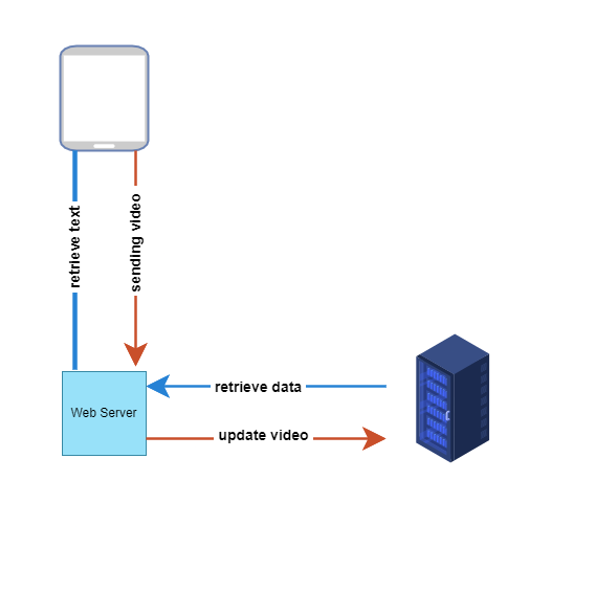 retrieve text
sending video
Web Server
retrieve data
update video